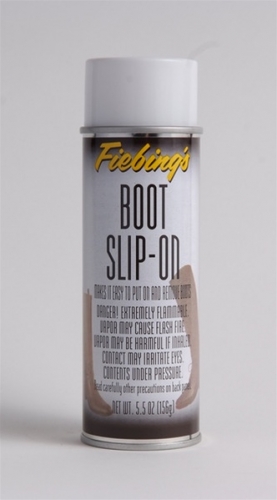 Fiebing's
BOOT
SLIP-ON
MAKES IT EASY TO PUT ON AND REMOVE BOOTS
DANGER! EXTREMELY FLAMMABLE.
VAPOR MAY CAUSE FLASH FIRE.
VAPOR MAY BE HARMFUL IF INHALED.
CONTACT MAY IRRITATE EYES.
CONTENTS UNDER PRESSURE.
Read carefully other precautions on back panel.
NET WT. 5.5 OZ (156g)